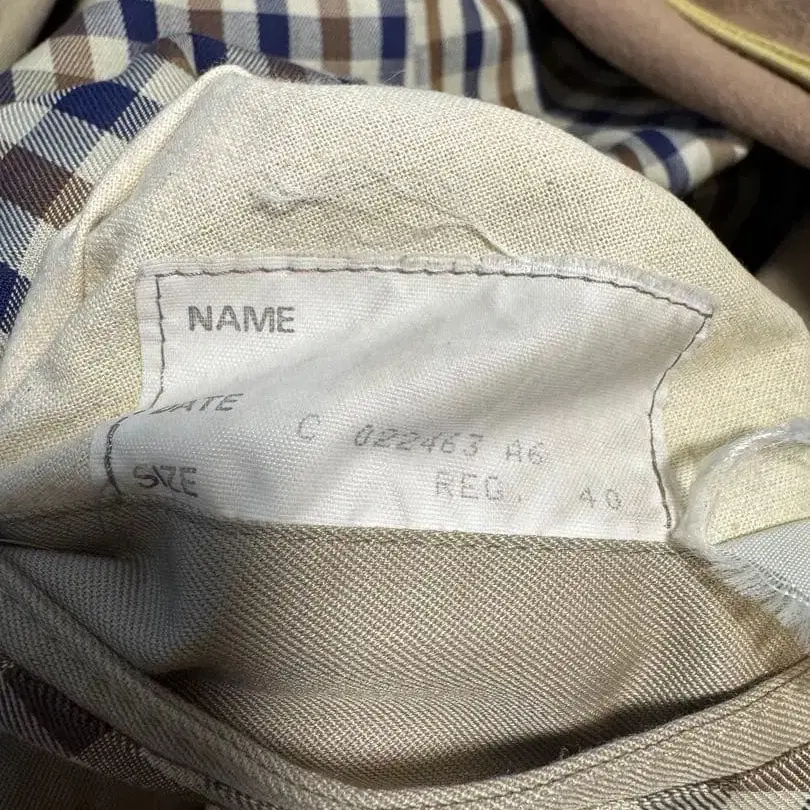 NAME
DATE C 022463 A6
SIZE REG. 40